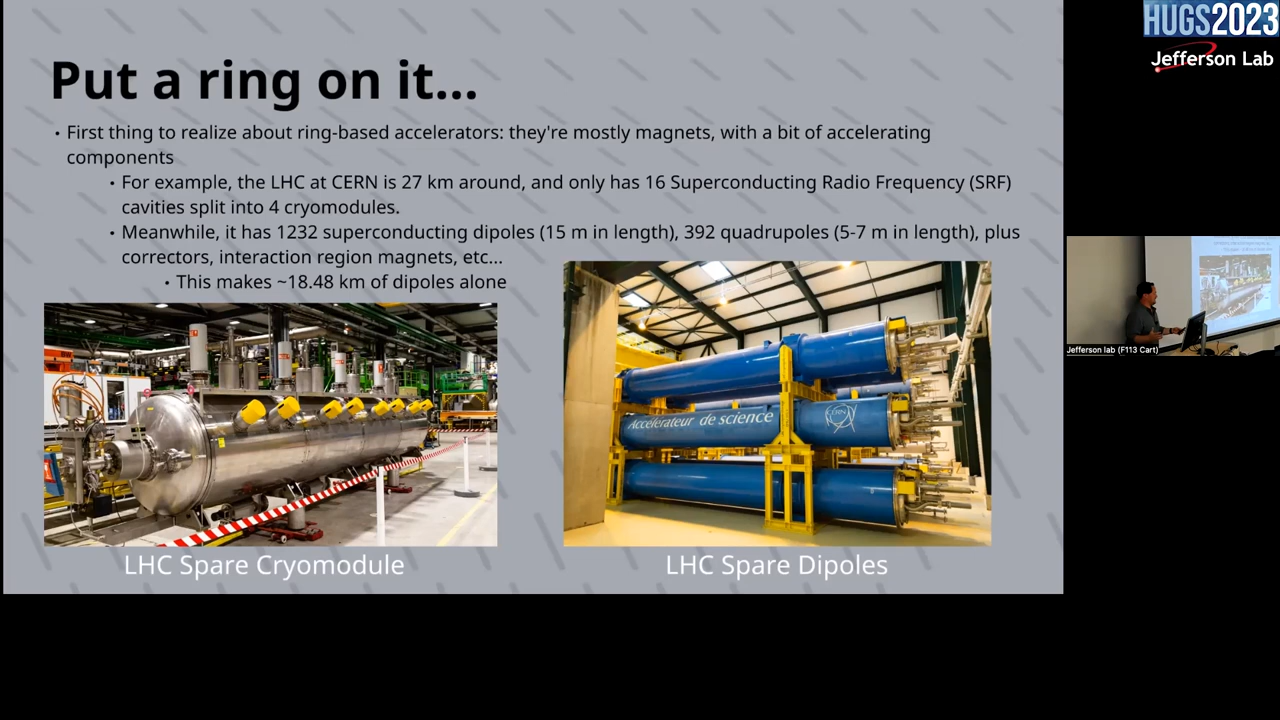 HUGS2023
Jefferson Lab
Put a ring on it...
• First thing to realize about ring-based accelerators: they're mostly magnets, with a bit of accelerating
components
• For example, the LHC at CERN is 27 km around, and only has 16 Superconducting Radio Frequency (SRF)
cavities split into 4 cryomodules.
• Meanwhile, it has 1232 superconducting dipoles (15 m in length), 392 quadrupoles (5-7 m in length), plus
correctors, interaction region magnets, etc...
• This makes ~18.48 km of dipoles alone
Accélérateur de science
CERN
LHC Spare Cryomodule
LHC Spare Dipoles
Jefferson lab (F113 Cart)